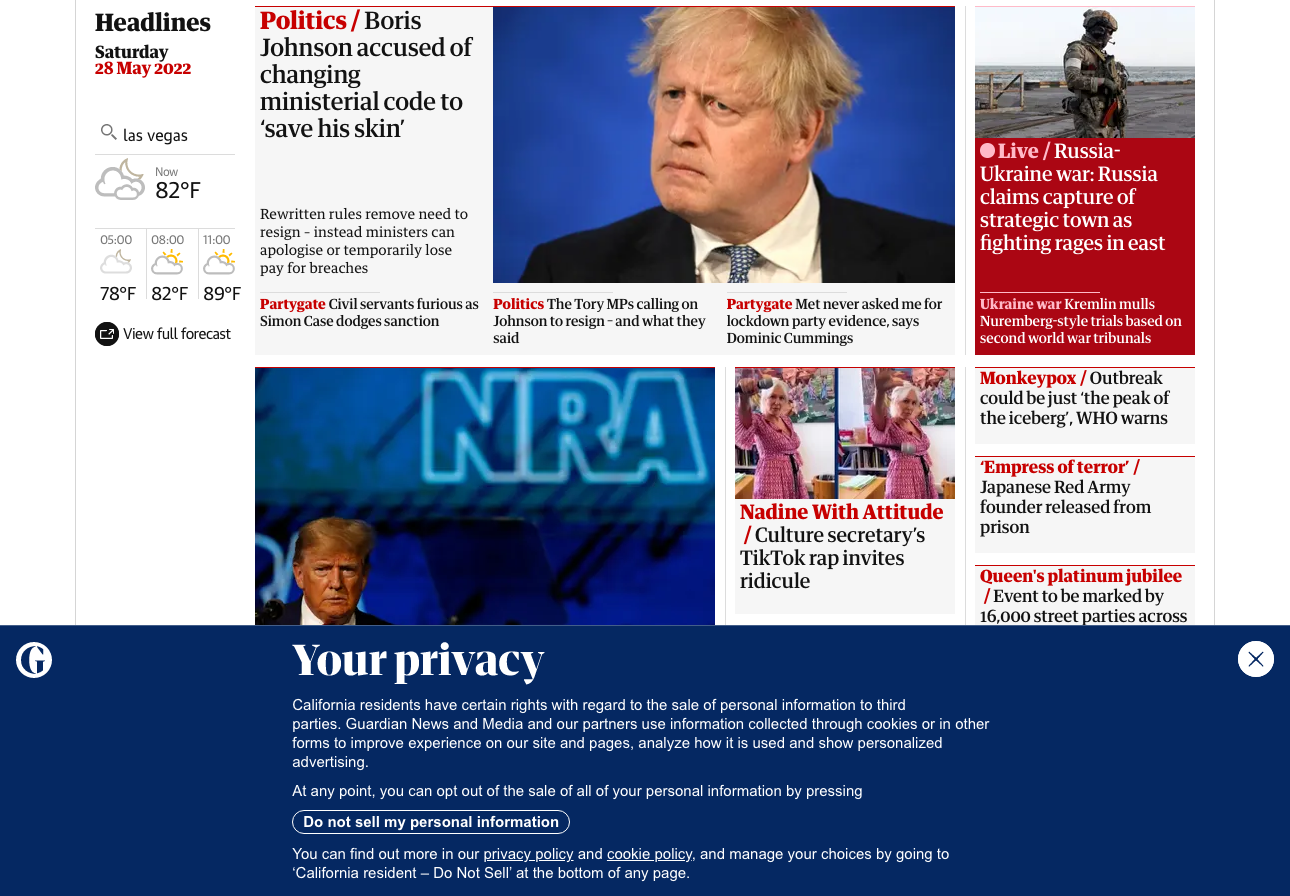 Headlines
Saturday
28 May 2022
las vegas
Now
82°F
05:00
08:00
11:00
78°F
82°F
89°F
View full forecast
Politics / Boris
Johnson accused of
changing
ministerial code to
‘save his skin’
Rewritten rules remove need to
resign – instead ministers can
apologise or temporarily lose
pay for breaches
Partygate Civil servants furious as
Simon Case dodges sanction
Politics The Tory MPs calling on
Johnson to resign – and what they
said
Partygate Met never asked me for
lockdown party evidence, says
Dominic Cummings
Live / Russia-
Ukraine war: Russia
claims capture of
strategic town as
fighting rages in east
Ukraine war Kremlin mulls
Nuremberg-style trials based on
second world war tribunals
NRA
Nadine With Attitude
/ Culture secretary’s
TikTok rap invites
ridicule
Monkeypox / Outbreak
could be just ‘the peak of
the iceberg’, WHO warns
‘Empress of terror’ /
Japanese Red Army
founder released from
prison
Queen's platinum jubilee
/ Event to be marked by
16,000 street parties across
G
Your privacy
California residents have certain rights with regard to the sale of personal information to third
parties. Guardian News and Media and our partners use information collected through cookies or in other
forms to improve experience on our site and pages, analyze how it is used and show personalized
advertising.
At any point, you can opt out of the sale of all of your personal information by pressing
Do not sell my personal information
You can find out more in our privacy policy and cookie policy, and manage your choices by going to
‘California resident – Do Not Sell’ at the bottom of any page.